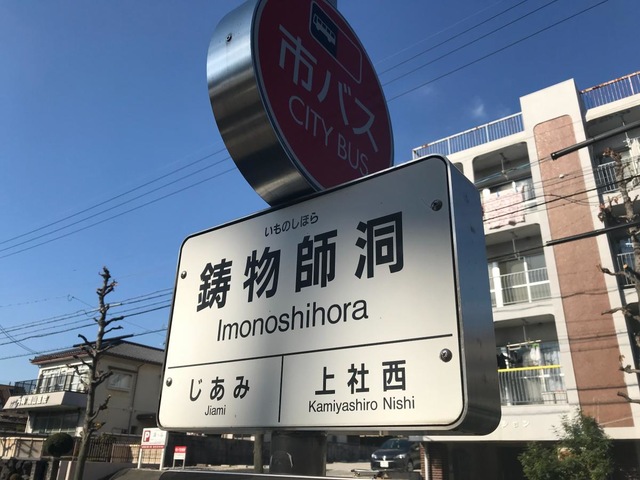 市バス
CITY BUS
いものしほら
鋳物師洞
Imonoshihora
じあみ
Jiami
上社西
Kamiyashiro Nishi